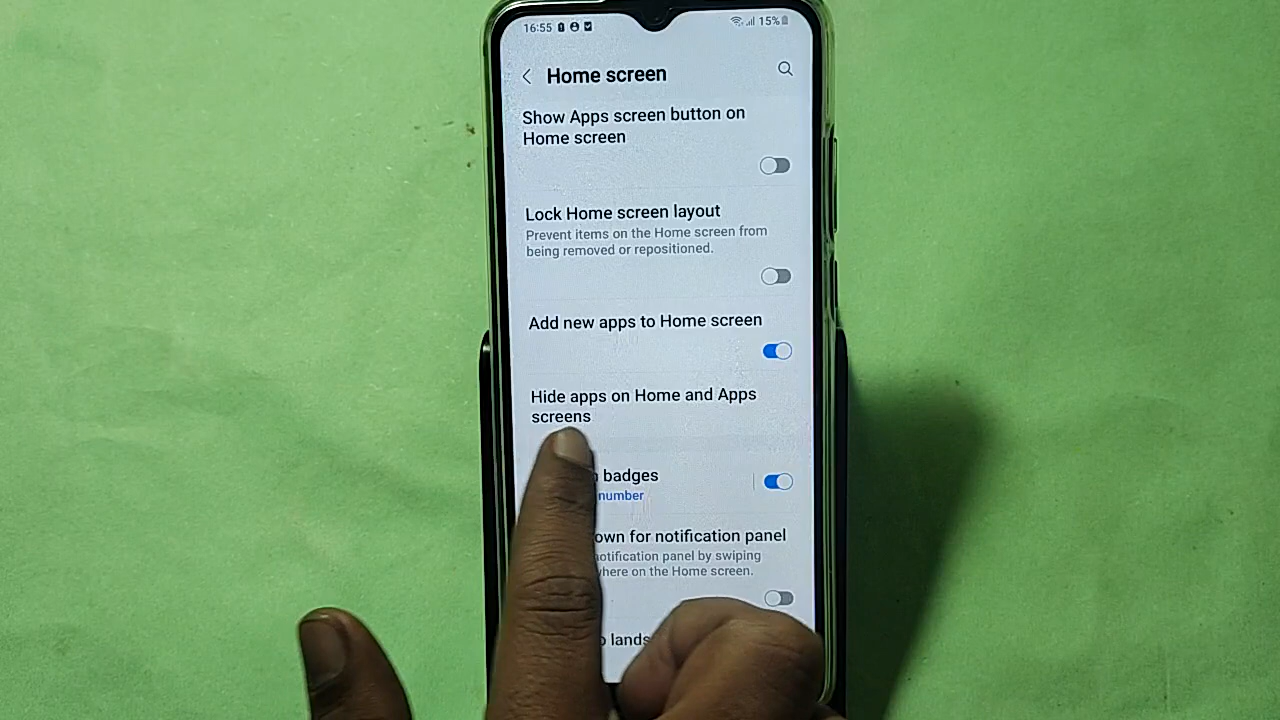 16:55 15%
Home screen
Show Apps screen button on
Home screen
Lock Home screen layout
Prevent items on the Home screen from
being removed or repositioned.
Add new apps to Home screen
Hide apps on Home and Apps
screens
badges
number
own for notification panel
notification panel by swiping
where on the Home screen.